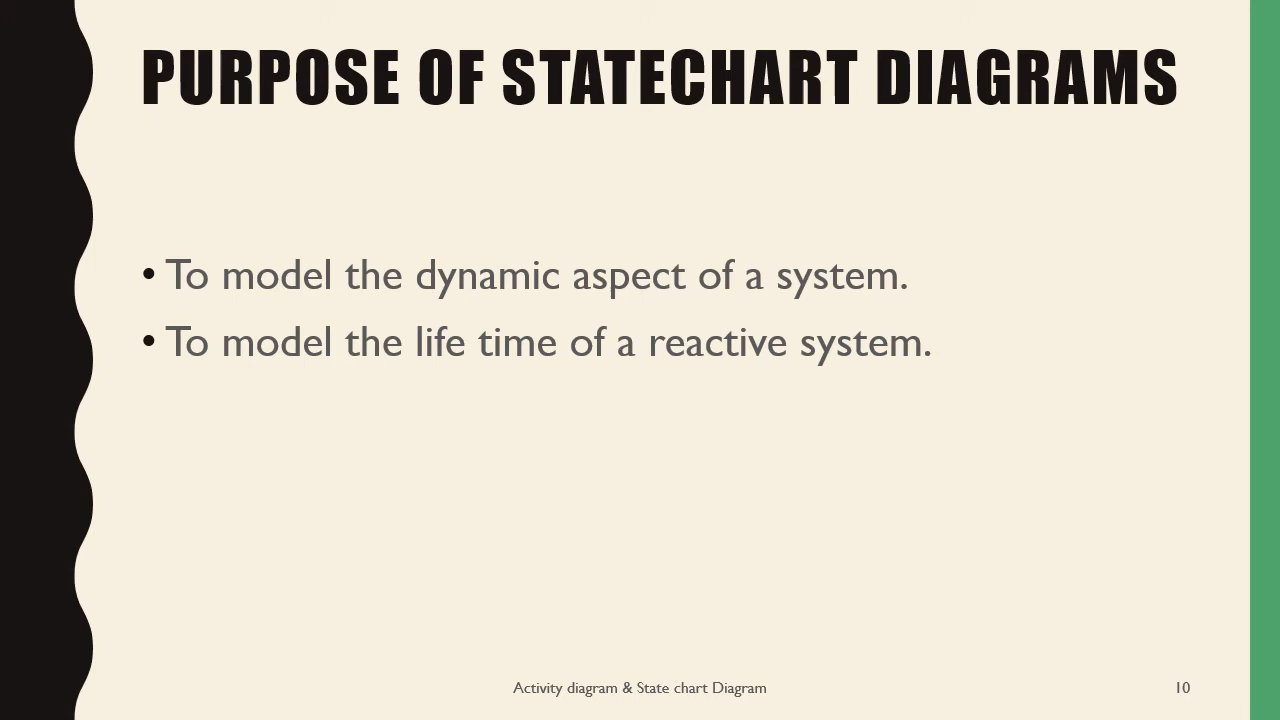 PURPOSE OF STATECHART DIAGRAMS
• To model the dynamic aspect of a system.
• To model the life time of a reactive system.
Activity diagram & State chart Diagram
10